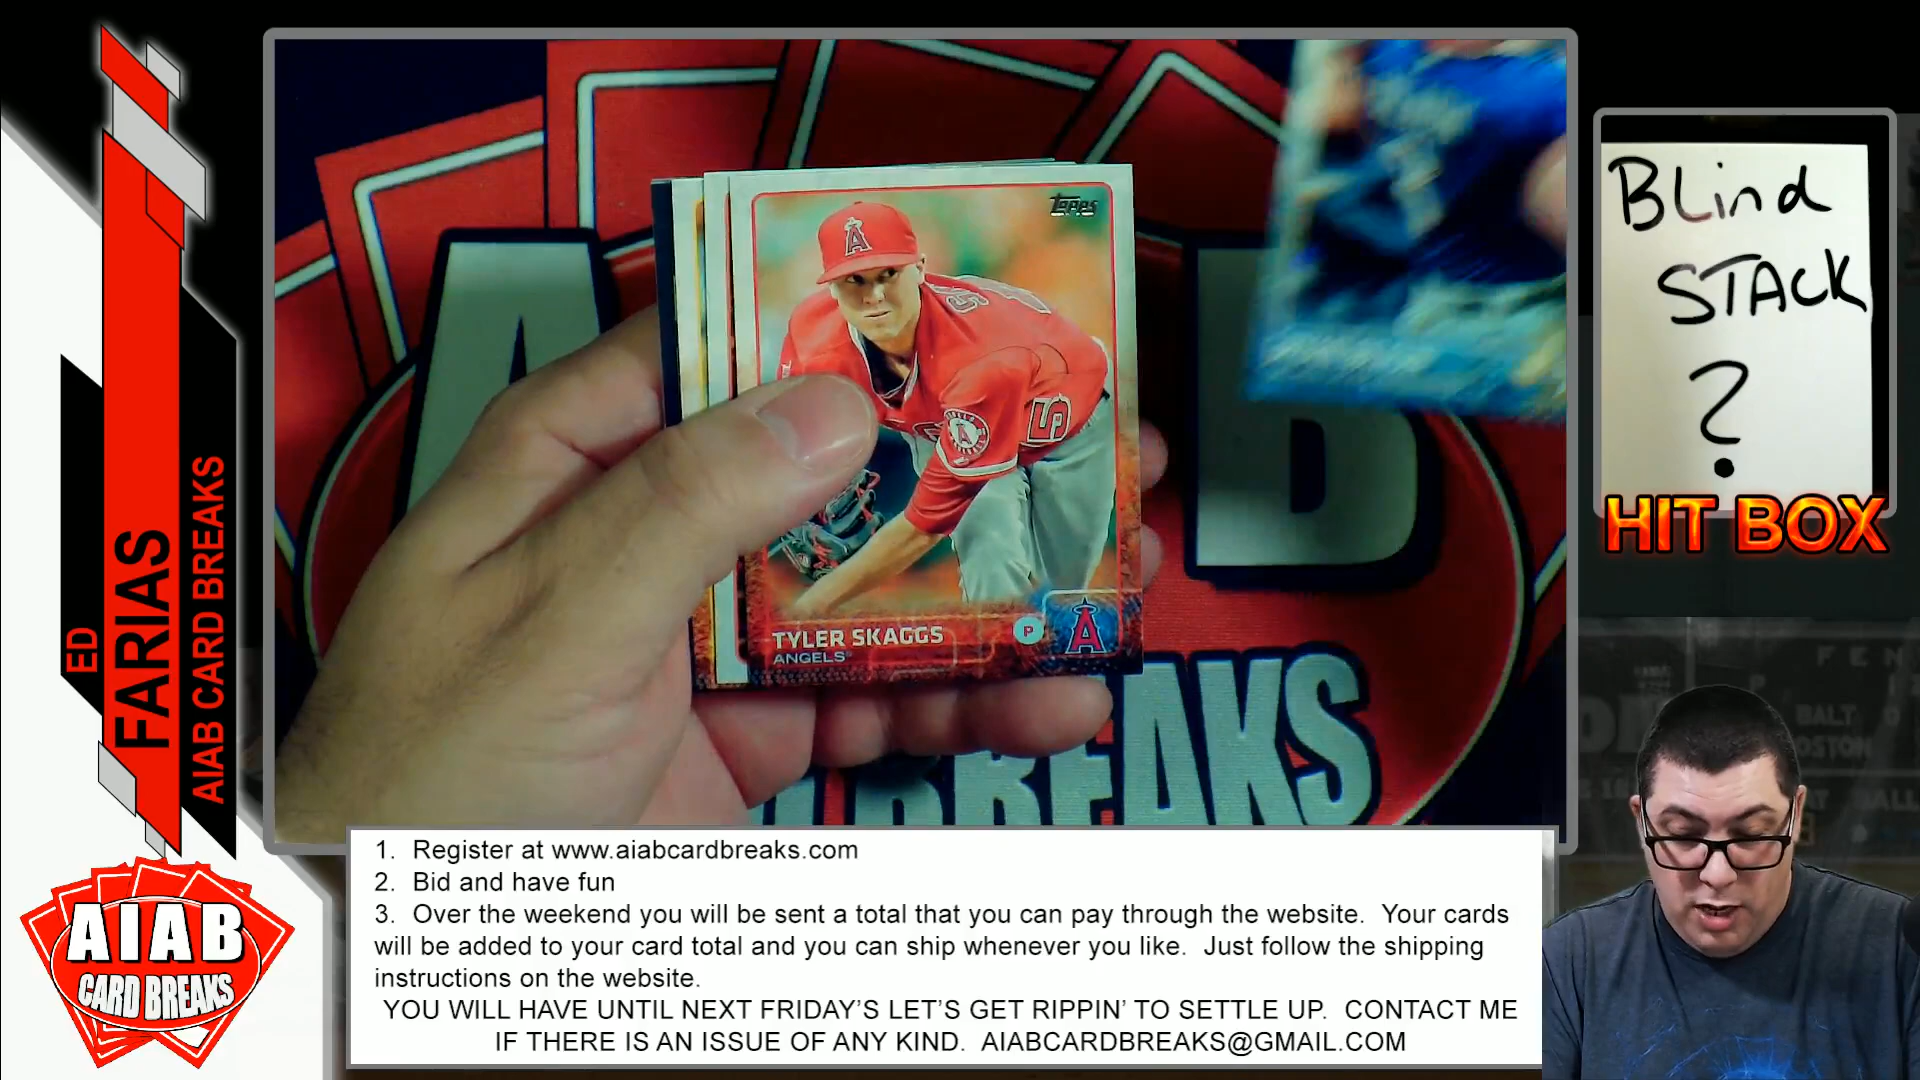 ED
FARIAS
AIAB CARD BREAKS
AIAB
CARD BREAKS
Topps
A
5
TYLER SKAGGS
P
A
ANGELS
BREAKS
BLind
STACK
?
HIT BOX
1. Register at www.aiabcardbreaks.com
2. Bid and have fun
3. Over the weekend you will be sent a total that you can pay through the website. Your cards
will be added to your card total and you can ship whenever you like. Just follow the shipping
instructions on the website.
YOU WILL HAVE UNTIL NEXT FRIDAY'S LET'S GET RIPPIN' TO SETTLE UP. CONTACT ME
IF THERE IS AN ISSUE OF ANY KIND. AIABCARDBREAKS@GMAIL.COM